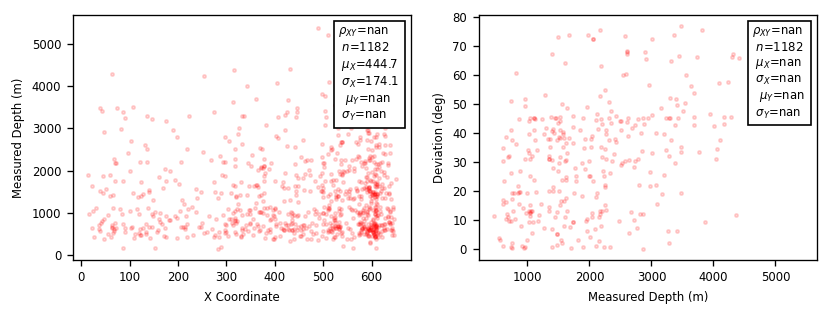 5000
4000
3000
2000
1000
0
Measured Depth (m)
0 100 200 300 400 500 600
X Coordinate
ρXY=nan
n=1182
μX=444.7
σX=174.1
μY=nan
σY=nan
80
70
60
50
40
30
20
10
0
Deviation (deg)
1000 2000 3000 4000 5000
Measured Depth (m)
ρXY=nan
n=1182
μX=nan
σX=nan
μY=nan
σY=nan